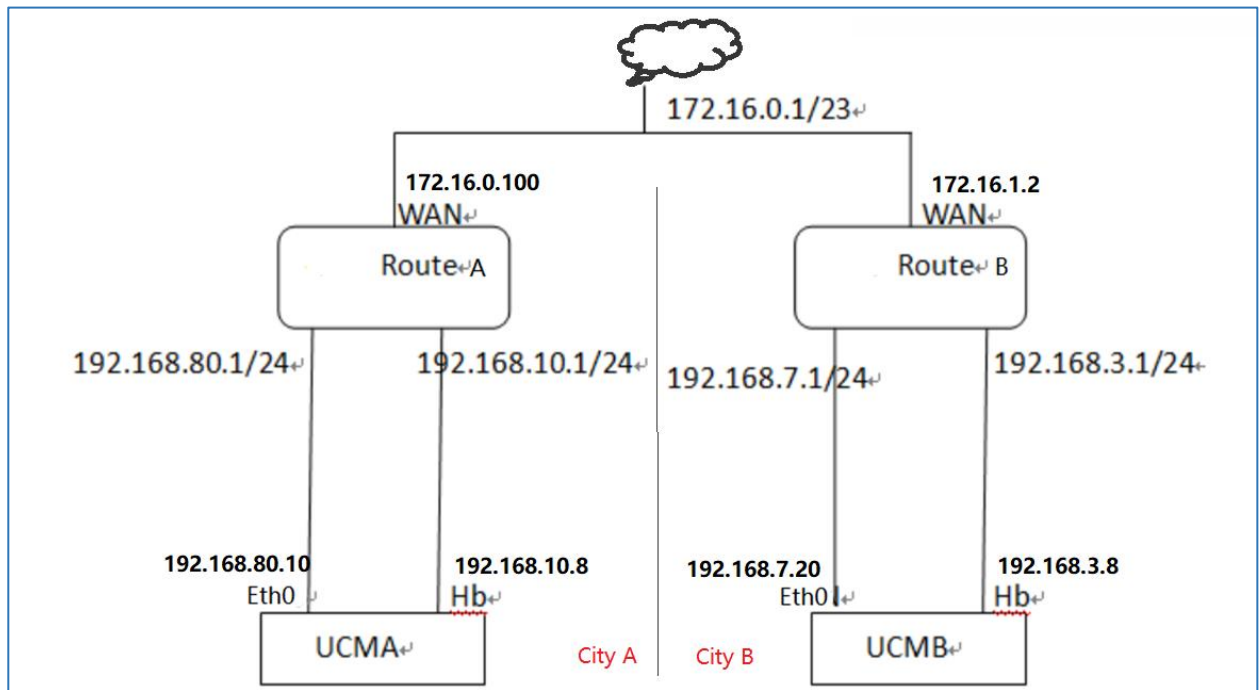 172.16.0.1/23↵
172.16.0.100
WAN↵
172.16.1.2
WAN↵
Route↵A
Route↵ B
192.168.80.1/24↵
192.168.10.1/24↵
192.168.7.1/24↵
192.168.3.1/24↵
192.168.80.10
Eth0
192.168.10.8
Hb↵
192.168.7.20
Eth0↵
192.168.3.8
Hb↵
UCMA↵
City A
City B
UCMB↵